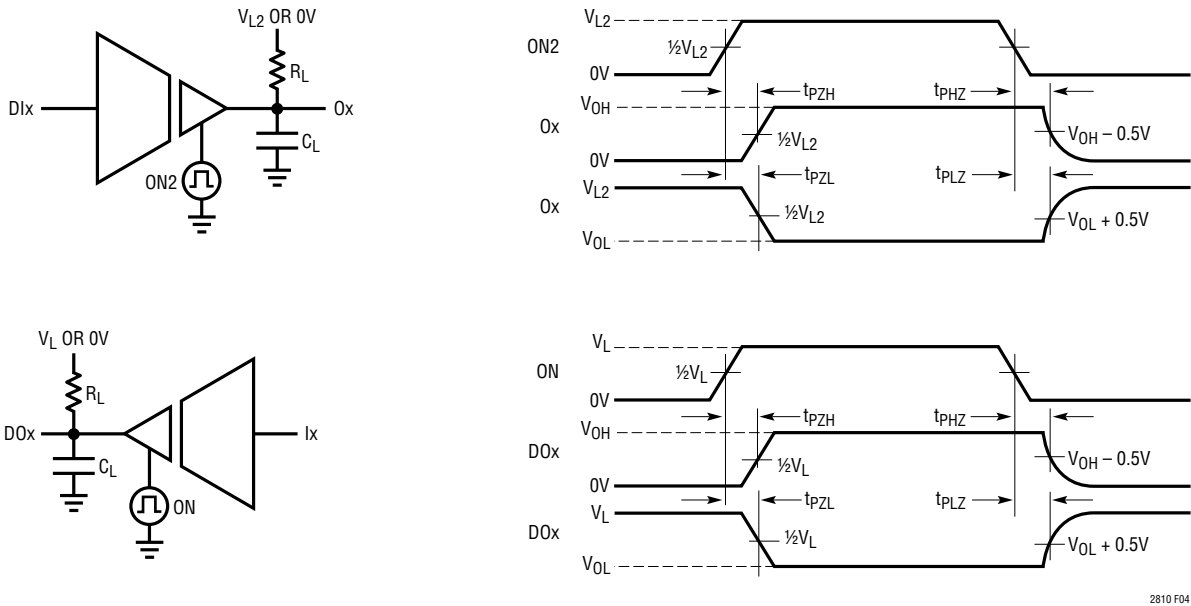 VL2 OR 0V
RL
DIx
Ox
CL
ON2
ON2
VL2
½VL2
0V
tPZH
tPHZ
Ox
VOH
½VL2
VOH – 0.5V
0V
tPZL
tPLZ
Ox
VL2
½VL2
VOL + 0.5V
VOL
VL OR 0V
RL
DOx
Ix
CL
ON
ON
VL
½VL
0V
tPZH
tPHZ
DOx
VOH
½VL
VOH – 0.5V
0V
tPZL
tPLZ
DOx
VL
½VL
VOL + 0.5V
VOL
2810 F04